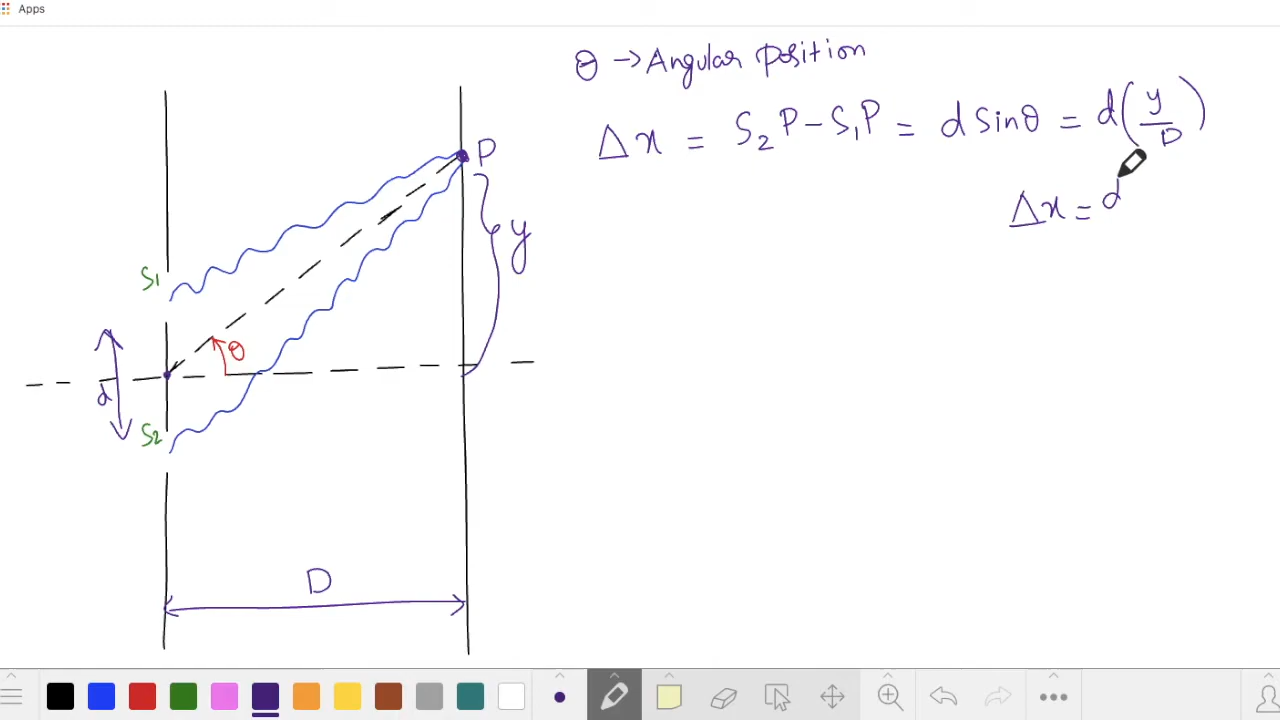 Apps
θ → Angular position
Δx = S₂P - S₁P = d Sinθ = d(y/D)
P
Δx = d
y
S₁
θ
d
S₂
D